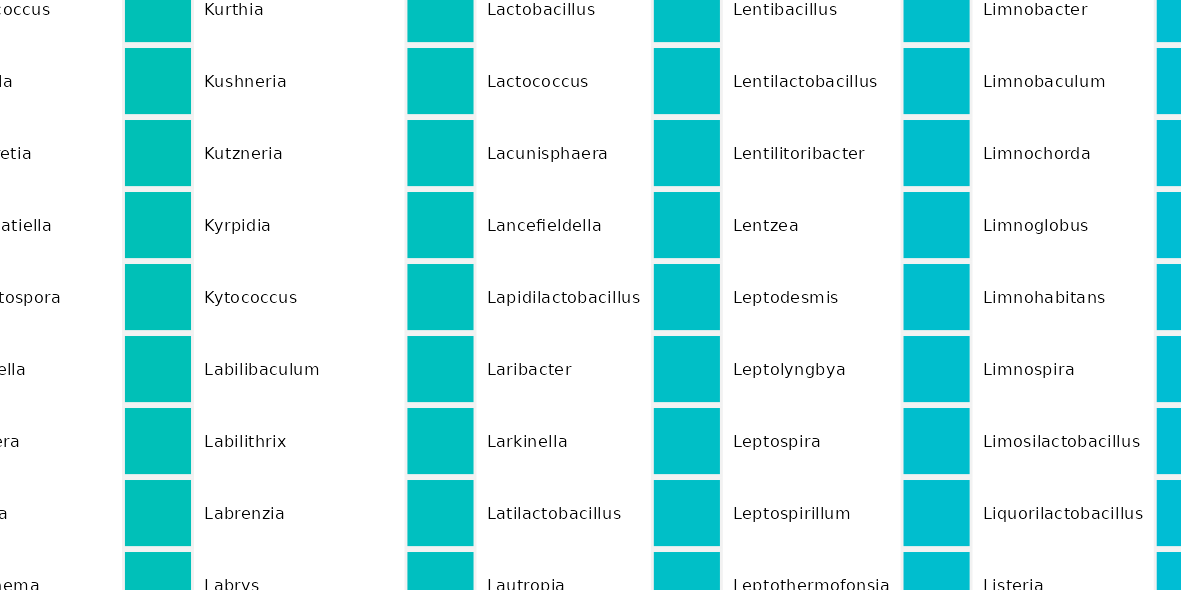 occus Kurthia Lactobacillus Lentibacillus Limnobacter
la Kushneria Lactococcus Lentilactobacillus Limnobaculum
etia Kutzneria Lacunisphaera Lentilitoribacter Limnochorda
atiella Kyrpidia Lancefieldella Lentzea Limnoglobus
tospora Kytococcus Lapidilactobacillus Leptodesmis Limnohabitans
ella Labilibaculum Laribacter Leptolyngbya Limnospira
era Labilithrix Larkinella Leptospira Limosilactobacillus
a Labrenzia Latilactobacillus Leptospirillum Liquorilactobacillus
nema Labrys Lautropia Leptothermofonsia Listeria